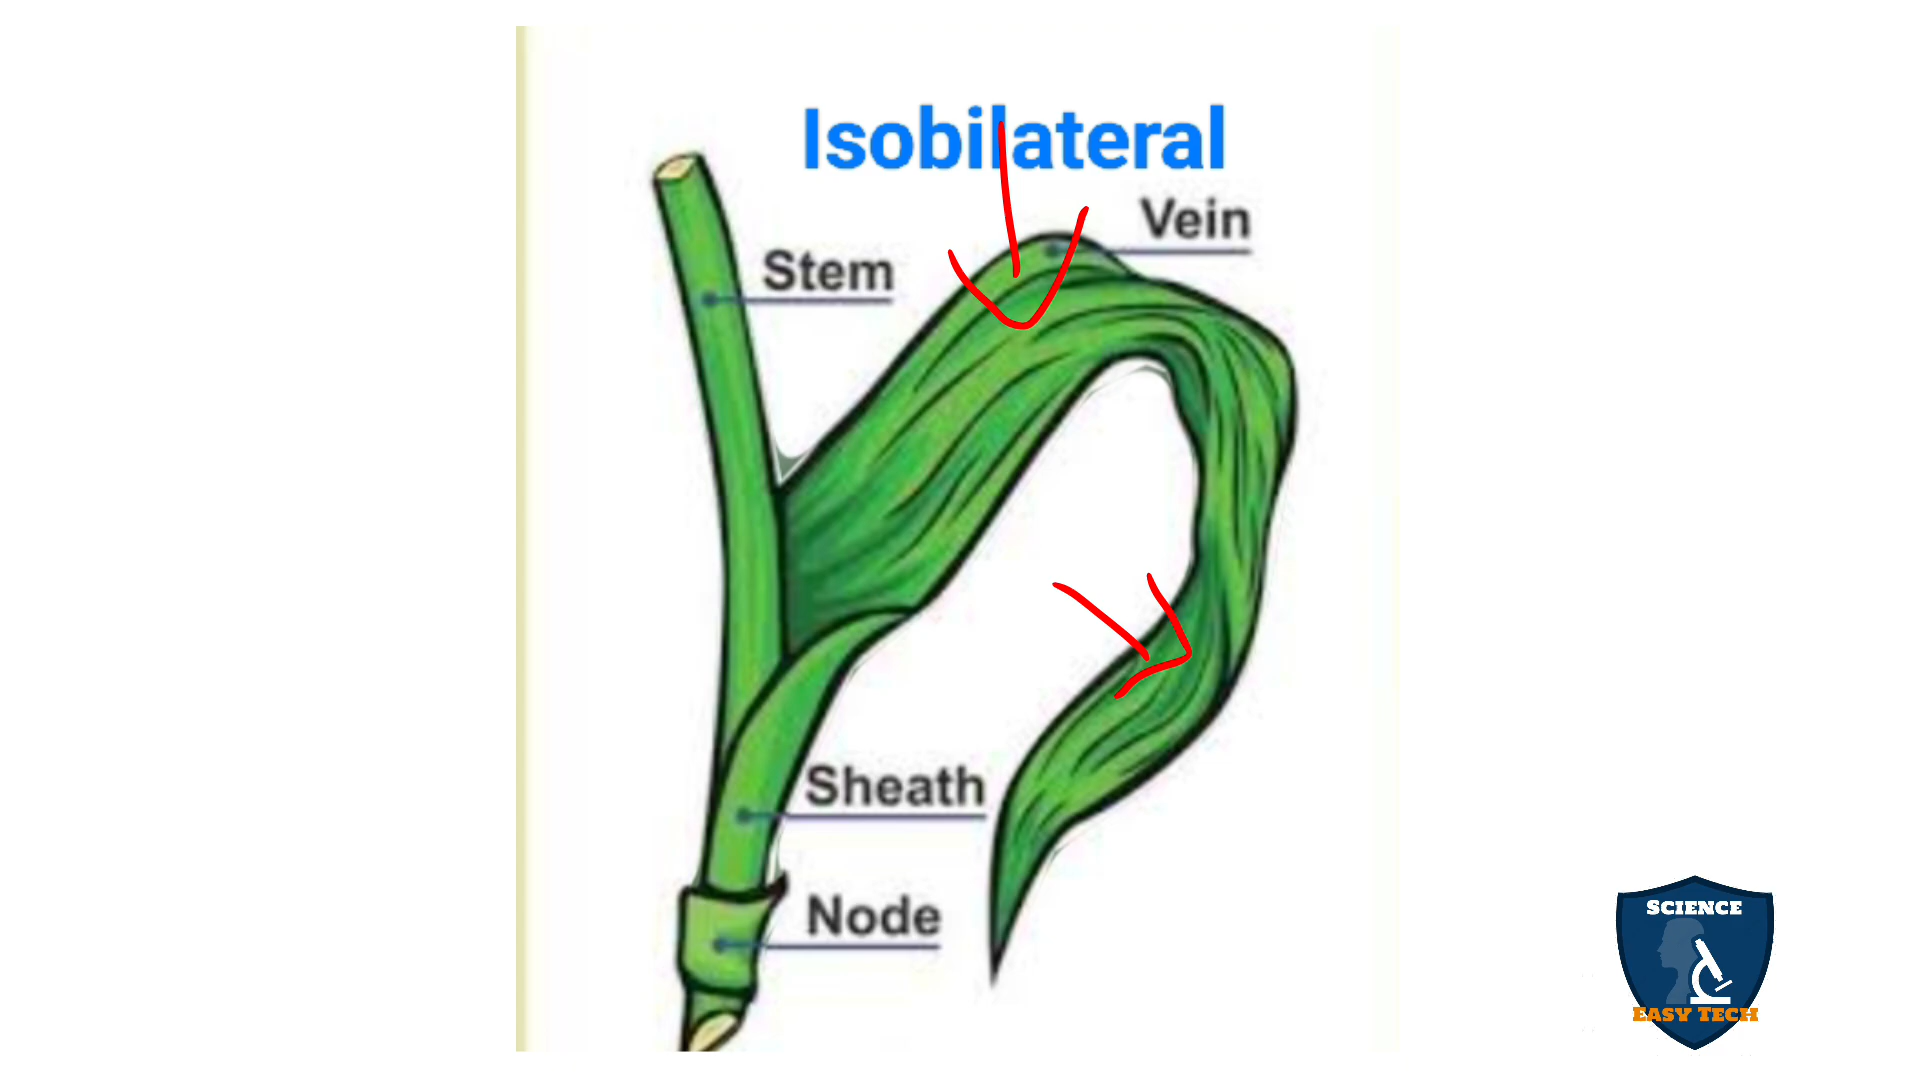 Isobilateral
Vein
Stem
Sheath
Node
SCIENCE
EASY TECH